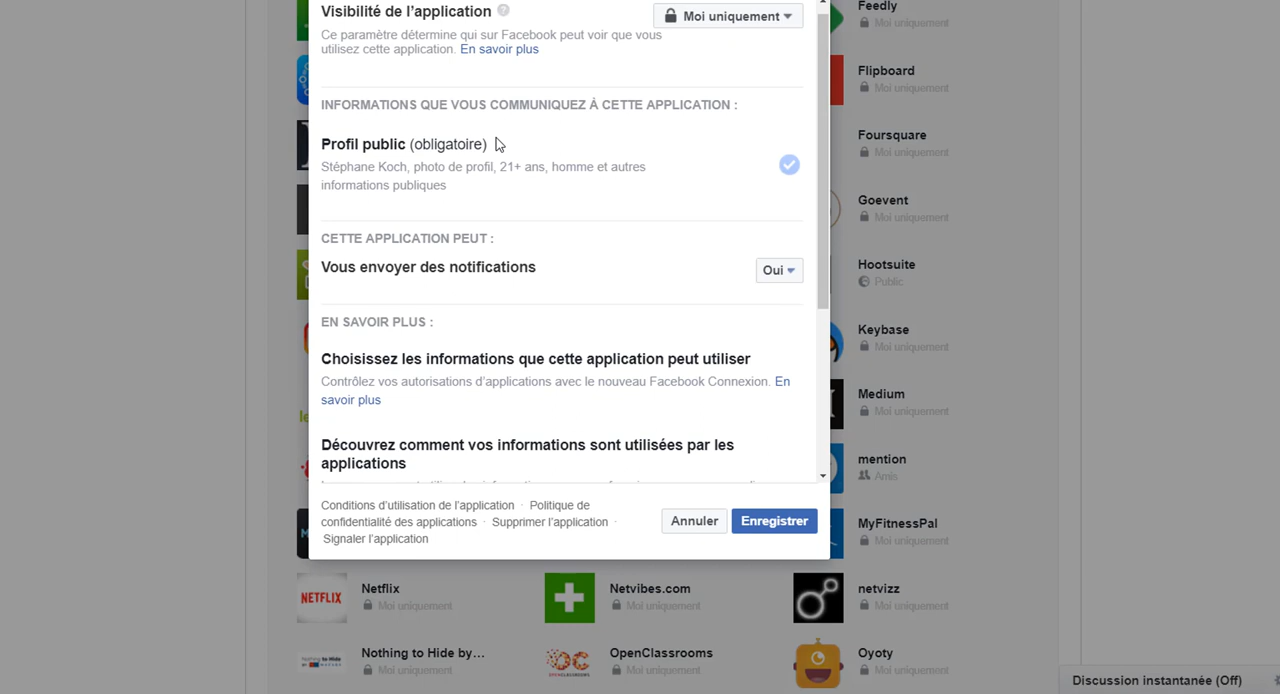 Visibilité de l'application
Moi uniquement
Ce paramètre détermine qui sur Facebook peut voir que vous
utilisez cette application. En savoir plus
INFORMATIONS QUE VOUS COMMUNIQUEZ À CETTE APPLICATION :
Profil public (obligatoire)
Stéphane Koch, photo de profil, 21+ ans, homme et autres
informations publiques
CETTE APPLICATION PEUT :
Vous envoyer des notifications
Oui
EN SAVOIR PLUS :
Choisissez les informations que cette application peut utiliser
Contrôlez vos autorisations d'applications avec le nouveau Facebook Connexion. En
savoir plus
Découvrez comment vos informations sont utilisées par les
applications
Conditions d'utilisation de l'application · Politique de
confidentialité des applications · Supprimer l'application ·
Signaler l'application
Annuler
Enregistrer
Feedly
Moi uniquement
Flipboard
Moi uniquement
Foursquare
Moi uniquement
Goevent
Moi uniquement
Hootsuite
Public
Keybase
Moi uniquement
Medium
Moi uniquement
mention
Amis
MyFitnessPal
Moi uniquement
NETFLIX
Netflix
Moi uniquement
Netvibes.com
Moi uniquement
netvizz
Moi uniquement
Nothing to Hide
Nothing to Hide by...
Moi uniquement
OC
OPENCLASSROOMS
OpenClassrooms
Moi uniquement
Oyoty
Moi uniquement
Discussion instantanée (Off)